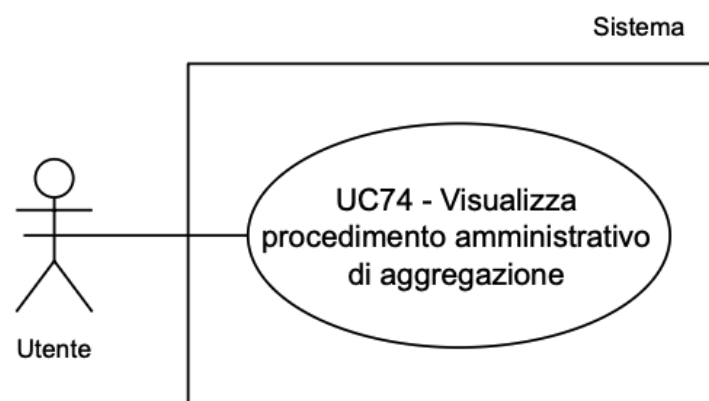 Sistema
UC74 - Visualizza
procedimento amministrativo
di aggregazione
Utente